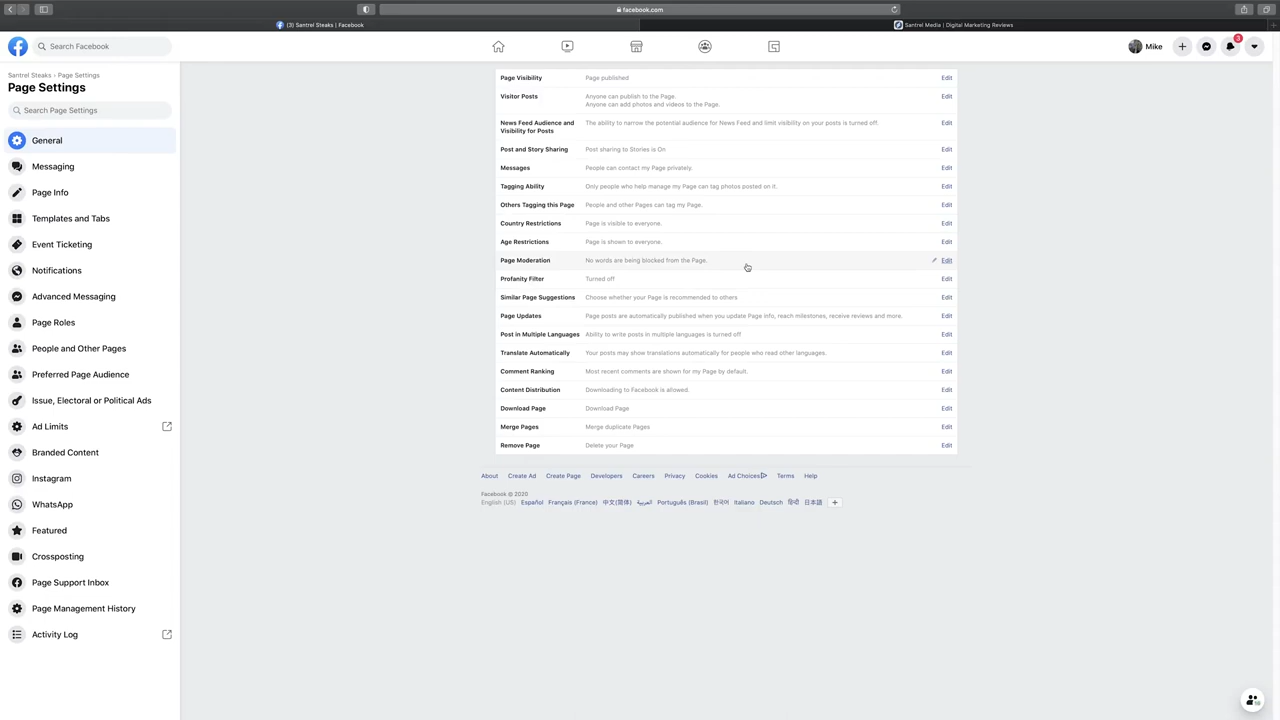 facebook.com
(3) Santrel Steaks | Facebook
Santrel Media | Digital Marketing Reviews
Search Facebook
Mike
3
Santrel Steaks › Page Settings
Page Settings
Search Page Settings
General
Messaging
Page Info
Templates and Tabs
Event Ticketing
Notifications
Advanced Messaging
Page Roles
People and Other Pages
Preferred Page Audience
Issue, Electoral or Political Ads
Ad Limits
Branded Content
Instagram
WhatsApp
Featured
Crossposting
Page Support Inbox
Page Management History
Activity Log
Page Visibility Page published Edit
Visitor Posts Anyone can publish to the Page. Edit
Anyone can add photos and videos to the Page.
News Feed Audience and The ability to narrow the potential audience for News Feed and limit visibility on your posts is turned off. Edit
Visibility for Posts
Post and Story Sharing Post sharing to Stories is On Edit
Messages People can contact my Page privately. Edit
Tagging Ability Only people who help manage my Page can tag photos posted on it. Edit
Others Tagging this Page People and other Pages can tag my Page. Edit
Country Restrictions Page is visible to everyone. Edit
Age Restrictions Page is shown to everyone. Edit
Page Moderation No words are being blocked from the Page. Edit
Profanity Filter Turned off Edit
Similar Page Suggestions Choose whether your Page is recommended to others Edit
Page Updates Page posts are automatically published when you update Page info, reach milestones, receive reviews and more. Edit
Post in Multiple Languages Ability to write posts in multiple languages is turned off Edit
Translate Automatically Your posts may show translations automatically for people who read other languages. Edit
Comment Ranking Most recent comments are shown for my Page by default. Edit
Content Distribution Downloading to Facebook is allowed. Edit
Download Page Download Page Edit
Merge Pages Merge duplicate Pages Edit
Remove Page Delete your Page Edit
About Create Ad Create Page Developers Careers Privacy Cookies Ad Choices Terms Help
Facebook © 2020
English (US) Español Français (France) 中文(简体) العربية Português (Brasil) 한국어 Italiano Deutsch हिन्दी 日本語